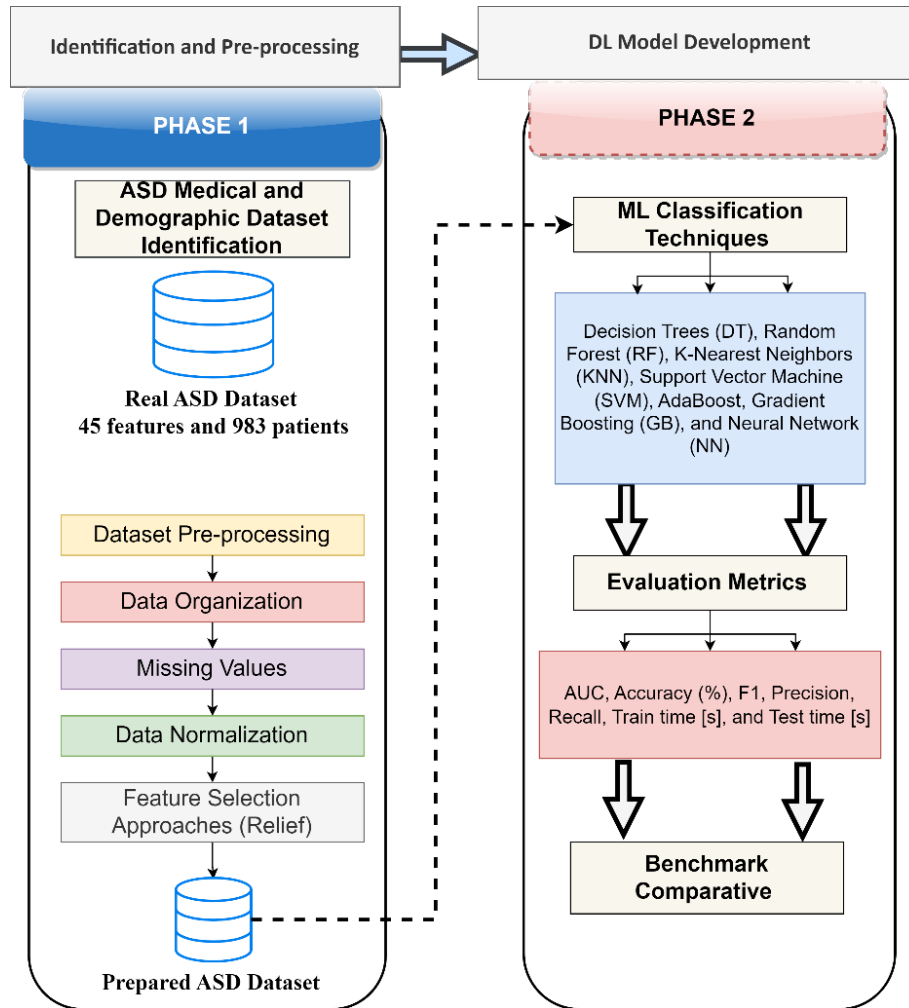 Identification and Pre-processing
DL Model Development
PHASE 1
PHASE 2
ASD Medical and
Demographic Dataset
Identification
Real ASD Dataset
45 features and 983 patients
Dataset Pre-processing
Data Organization
Missing Values
Data Normalization
Feature Selection
Approaches (Relief)
Prepared ASD Dataset
ML Classification
Techniques
Decision Trees (DT), Random
Forest (RF), K-Nearest Neighbors
(KNN), Support Vector Machine
(SVM), AdaBoost, Gradient
Boosting (GB), and Neural Network
(NN)
Evaluation Metrics
AUC, Accuracy (%), F1, Precision,
Recall, Train time [s], and Test time [s]
Benchmark
Comparative